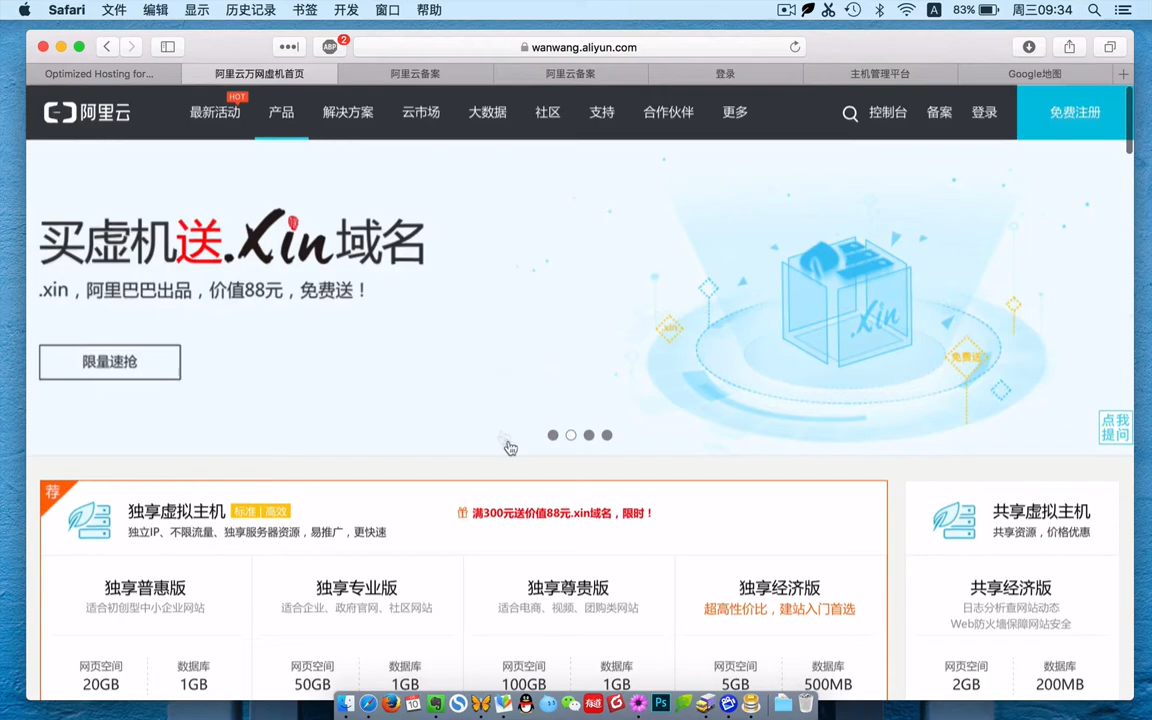 Safari 文件 编辑 显示 历史记录 书签 开发 窗口 帮助 A 83% 周三09:34
ABP 2 wanwang.aliyun.com
Optimized Hosting for... 阿里云万网虚机首页 阿里云备案 阿里云备案 登录 主机管理平台 Google地图
HOT
阿里云 最新活动 产品 解决方案 云市场 大数据 社区 支持 合作伙伴 更多 控制台 备案 登录 免费注册
买虚机送.xin域名
.xin，阿里巴巴出品，价值88元，免费送！
限量速抢
.xin
xin
免费送
点我
提问
荐
独享虚拟主机 标准 | 高效
满300元送价值88元.xin域名，限时！
独立IP、不限流量、独享服务器资源，易推广，更快速
共享虚拟主机
共享资源，价格优惠
独享普惠版 独享专业版 独享尊贵版 独享经济版 共享经济版
适合初创型中小企业网站 适合企业、政府官网、社区网站 适合电商、视频、团购类网站 超高性价比，建站入门首选 日志分析查网站动态
Web防火墙保障网站安全
网页空间 数据库 网页空间 数据库 网页空间 数据库 网页空间 数据库 网页空间 数据库
20GB 1GB 50GB 1GB 100GB 1GB 5GB 500MB 2GB 200MB
10 有道 Ps